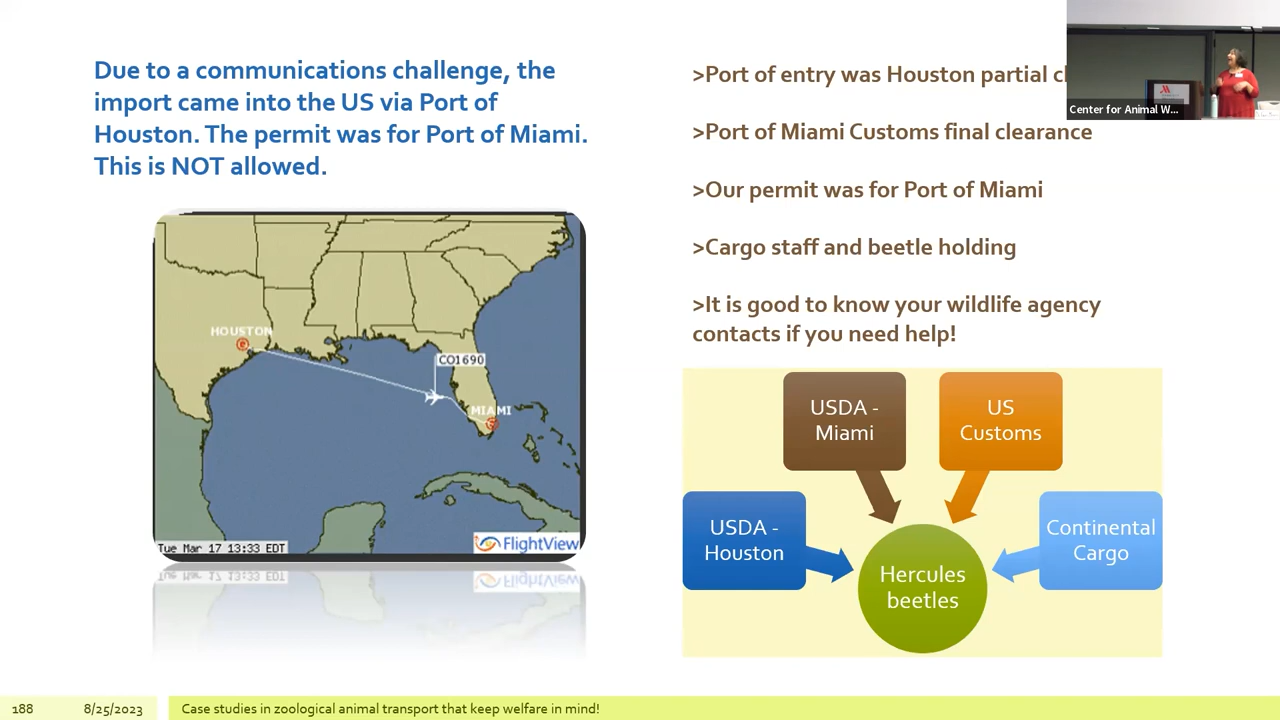 Due to a communications challenge, the
import came into the US via Port of
Houston. The permit was for Port of Miami.
This is NOT allowed.
HOUSTON
CO1690
MIAMI
Tue Mar 17 13:33 EDT
FlightView
>Port of entry was Houston partial
>Port of Miami Customs final clearance
>Our permit was for Port of Miami
>Cargo staff and beetle holding
>It is good to know your wildlife agency
contacts if you need help!
USDA -
Miami
US
Customs
USDA -
Houston
Continental
Cargo
Hercules
beetles
Center for Animal W...
188
8/25/2023
Case studies in zoological animal transport that keep welfare in mind!